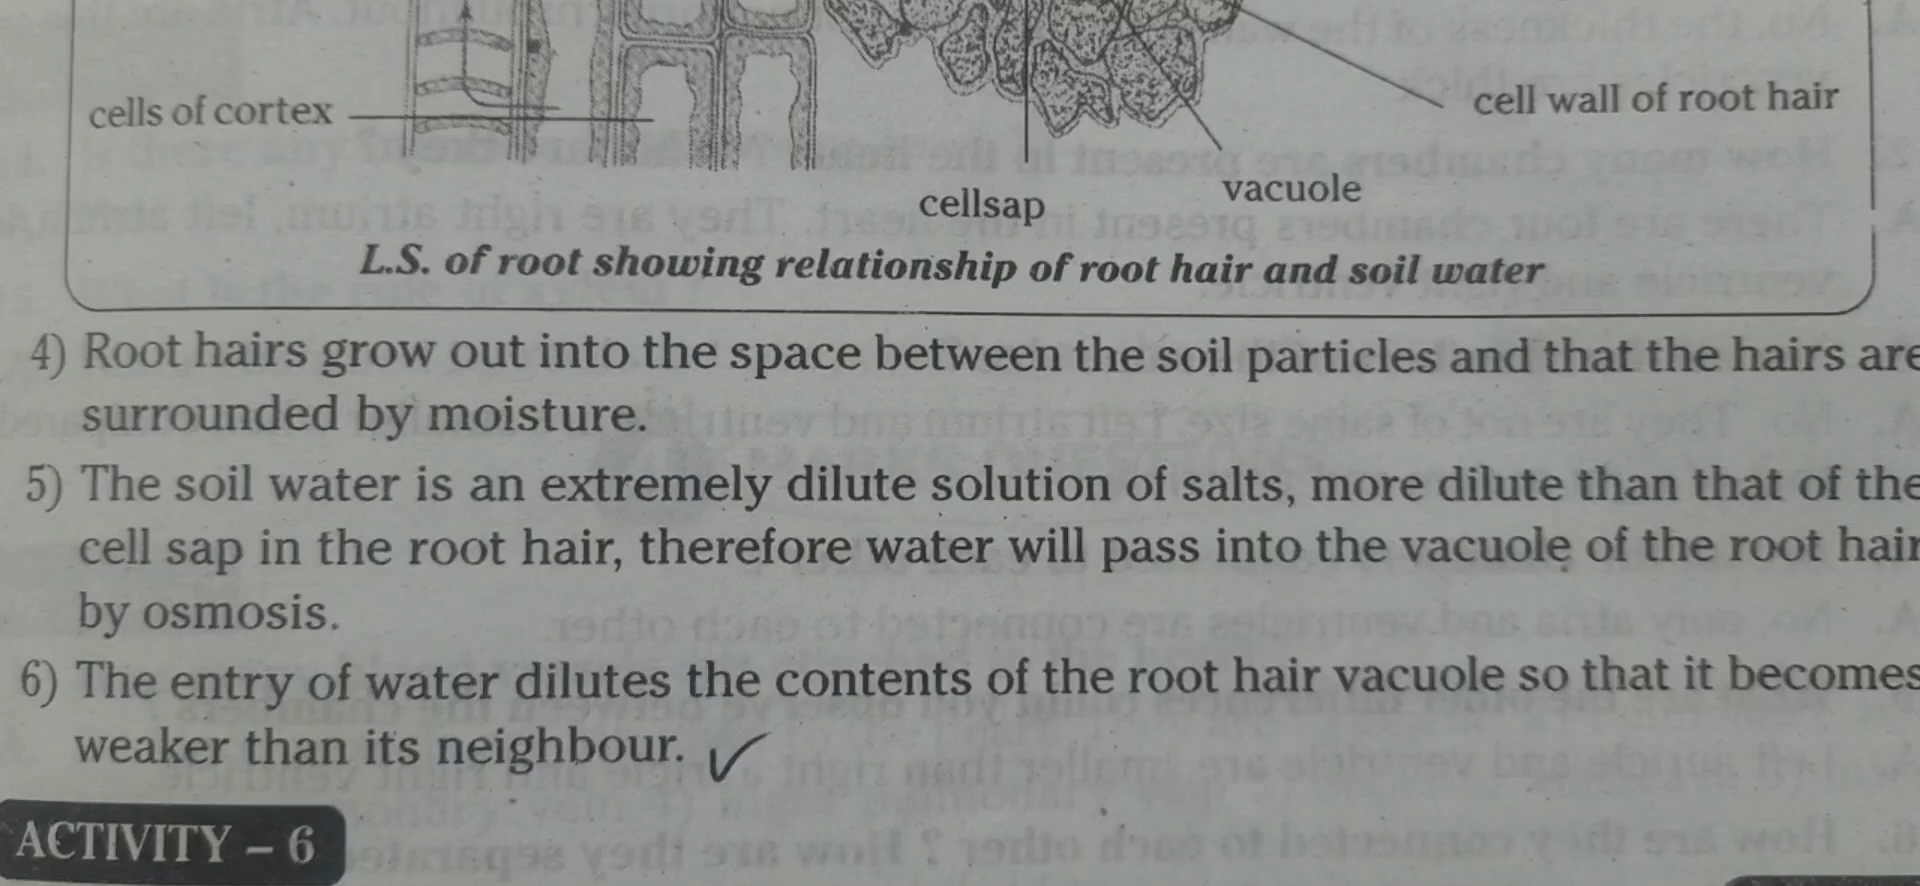 cells of cortex
cell wall of root hair
vacuole
cellsap
L.S. of root showing relationship of root hair and soil water
4) Root hairs grow out into the space between the soil particles and that the hairs are
surrounded by moisture.
5) The soil water is an extremely dilute solution of salts, more dilute than that of the
cell sap in the root hair, therefore water will pass into the vacuole of the root hair
by osmosis.
6) The entry of water dilutes the contents of the root hair vacuole so that it becomes
weaker than its neighbour.
ACTIVITY – 6